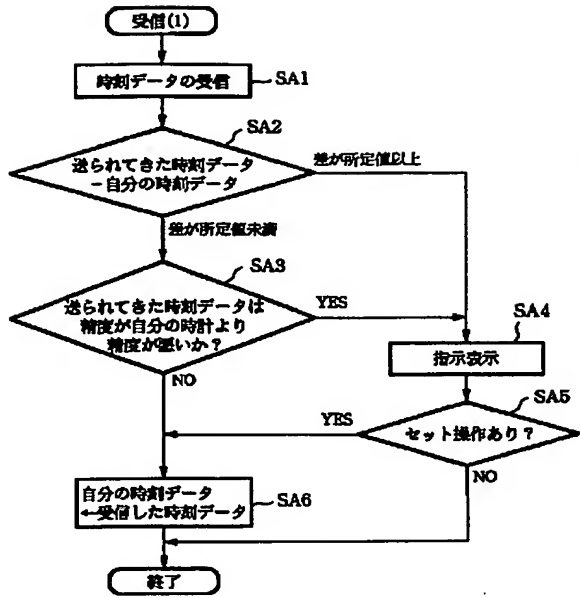 受信(1)
時刻データの受信
SA1
SA2
送られてきた時刻データ
－自分の時刻データ
差が所定値以上
差が所定値未満
SA3
送られてきた時刻データは
精度が自分の時計より
精度が悪いか？
YES
SA4
指示表示
NO
SA5
YES
セット操作あり？
NO
自分の時刻データ
←受信した時刻データ
SA6
終了